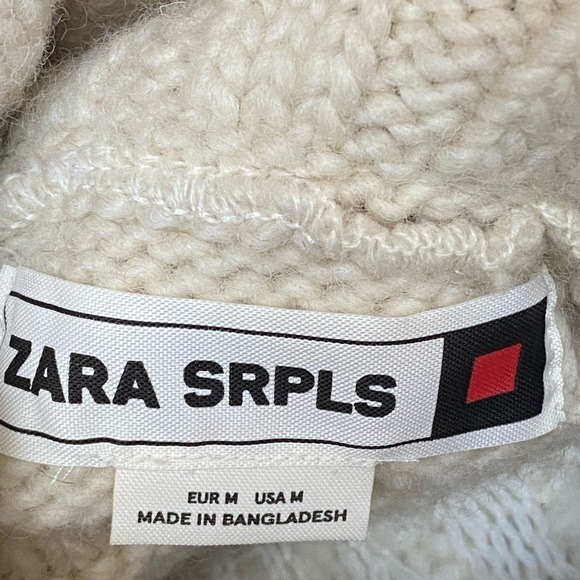 ZARA SRPLS
EUR M USA M
MADE IN BANGLADESH